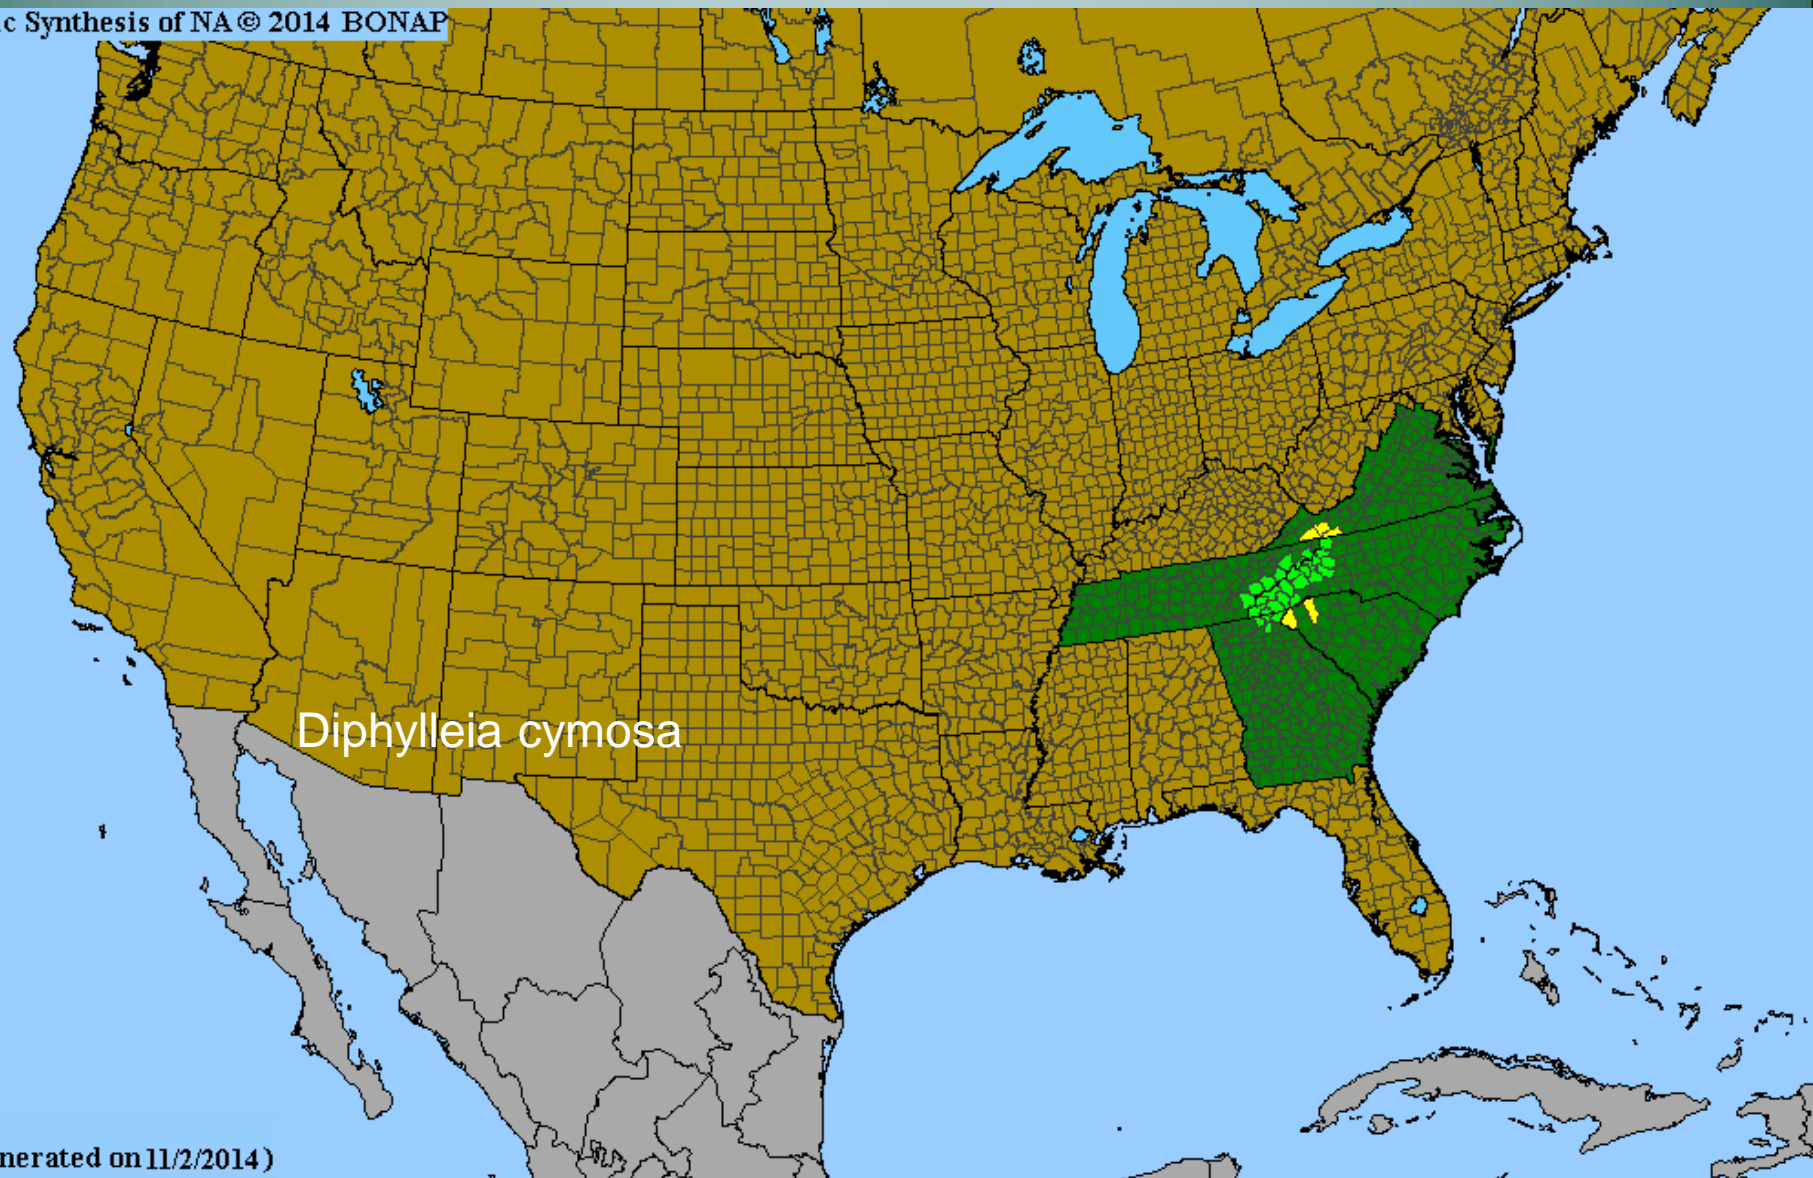 c Synthesis of NA © 2014 BONAP
Diphylleia cymosa
nerated on 11/2/2014)